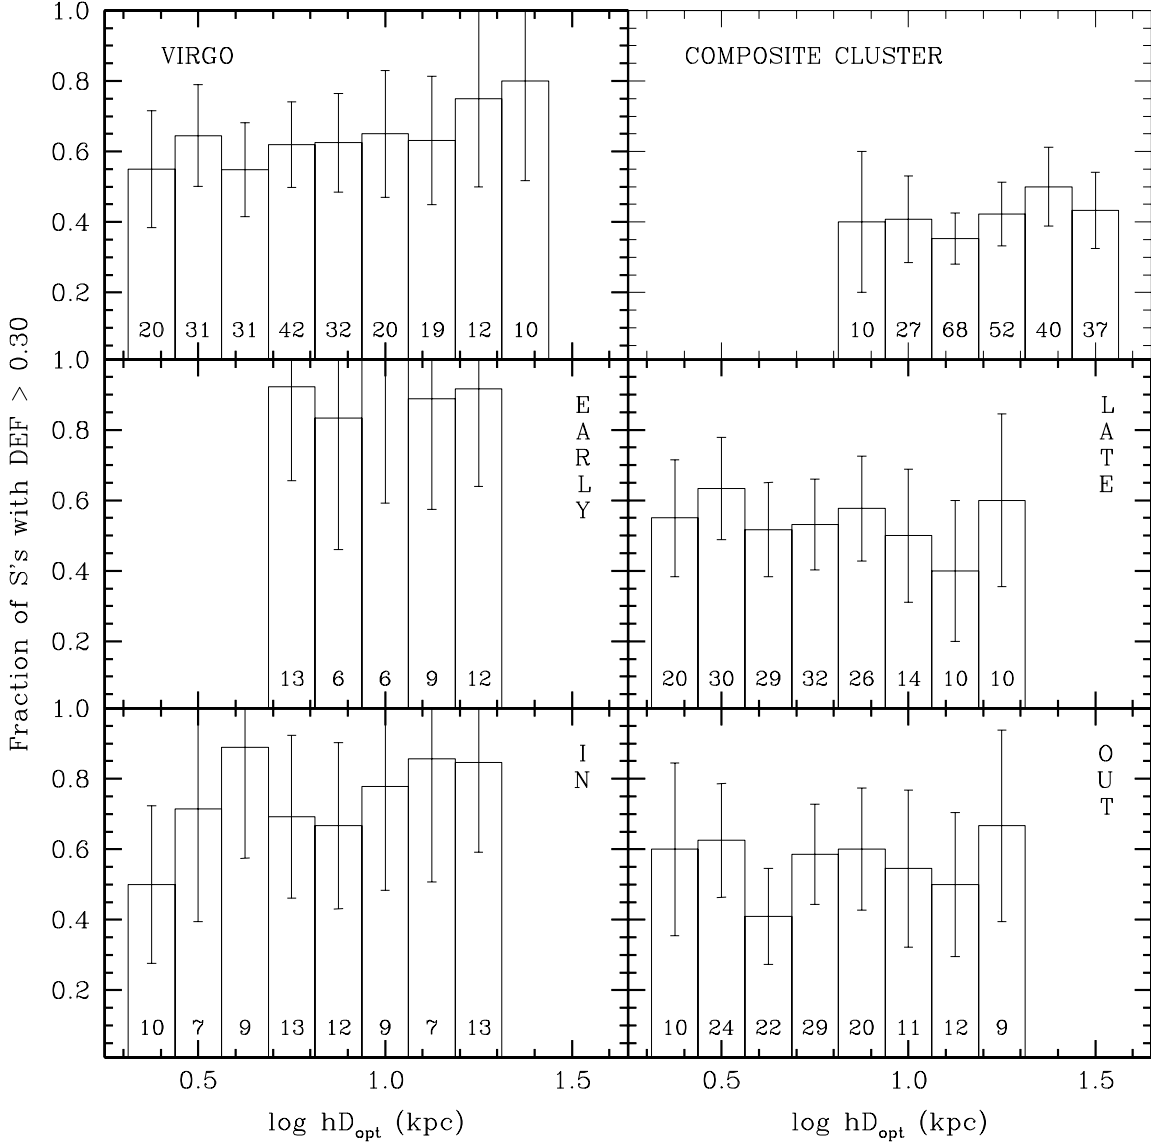 1.0
0.8
0.6
0.4
0.2
VIRGO
20 31 31 42 32 20 19 12 10
COMPOSITE CLUSTER
10 27 68 52 40 37
1.0
0.8
0.6
0.4
0.2
EARLY
13 6 6 9 12
LATE
20 30 29 32 26 14 10 10
1.0
0.8
0.6
0.4
0.2
IN
10 7 9 13 12 9 7 13
OUT
10 24 22 29 20 11 12 9
0.5 1.0 1.5
0.5 1.0 1.5
log hDopt (kpc)
log hDopt (kpc)
Fraction of S's with DEF > 0.30